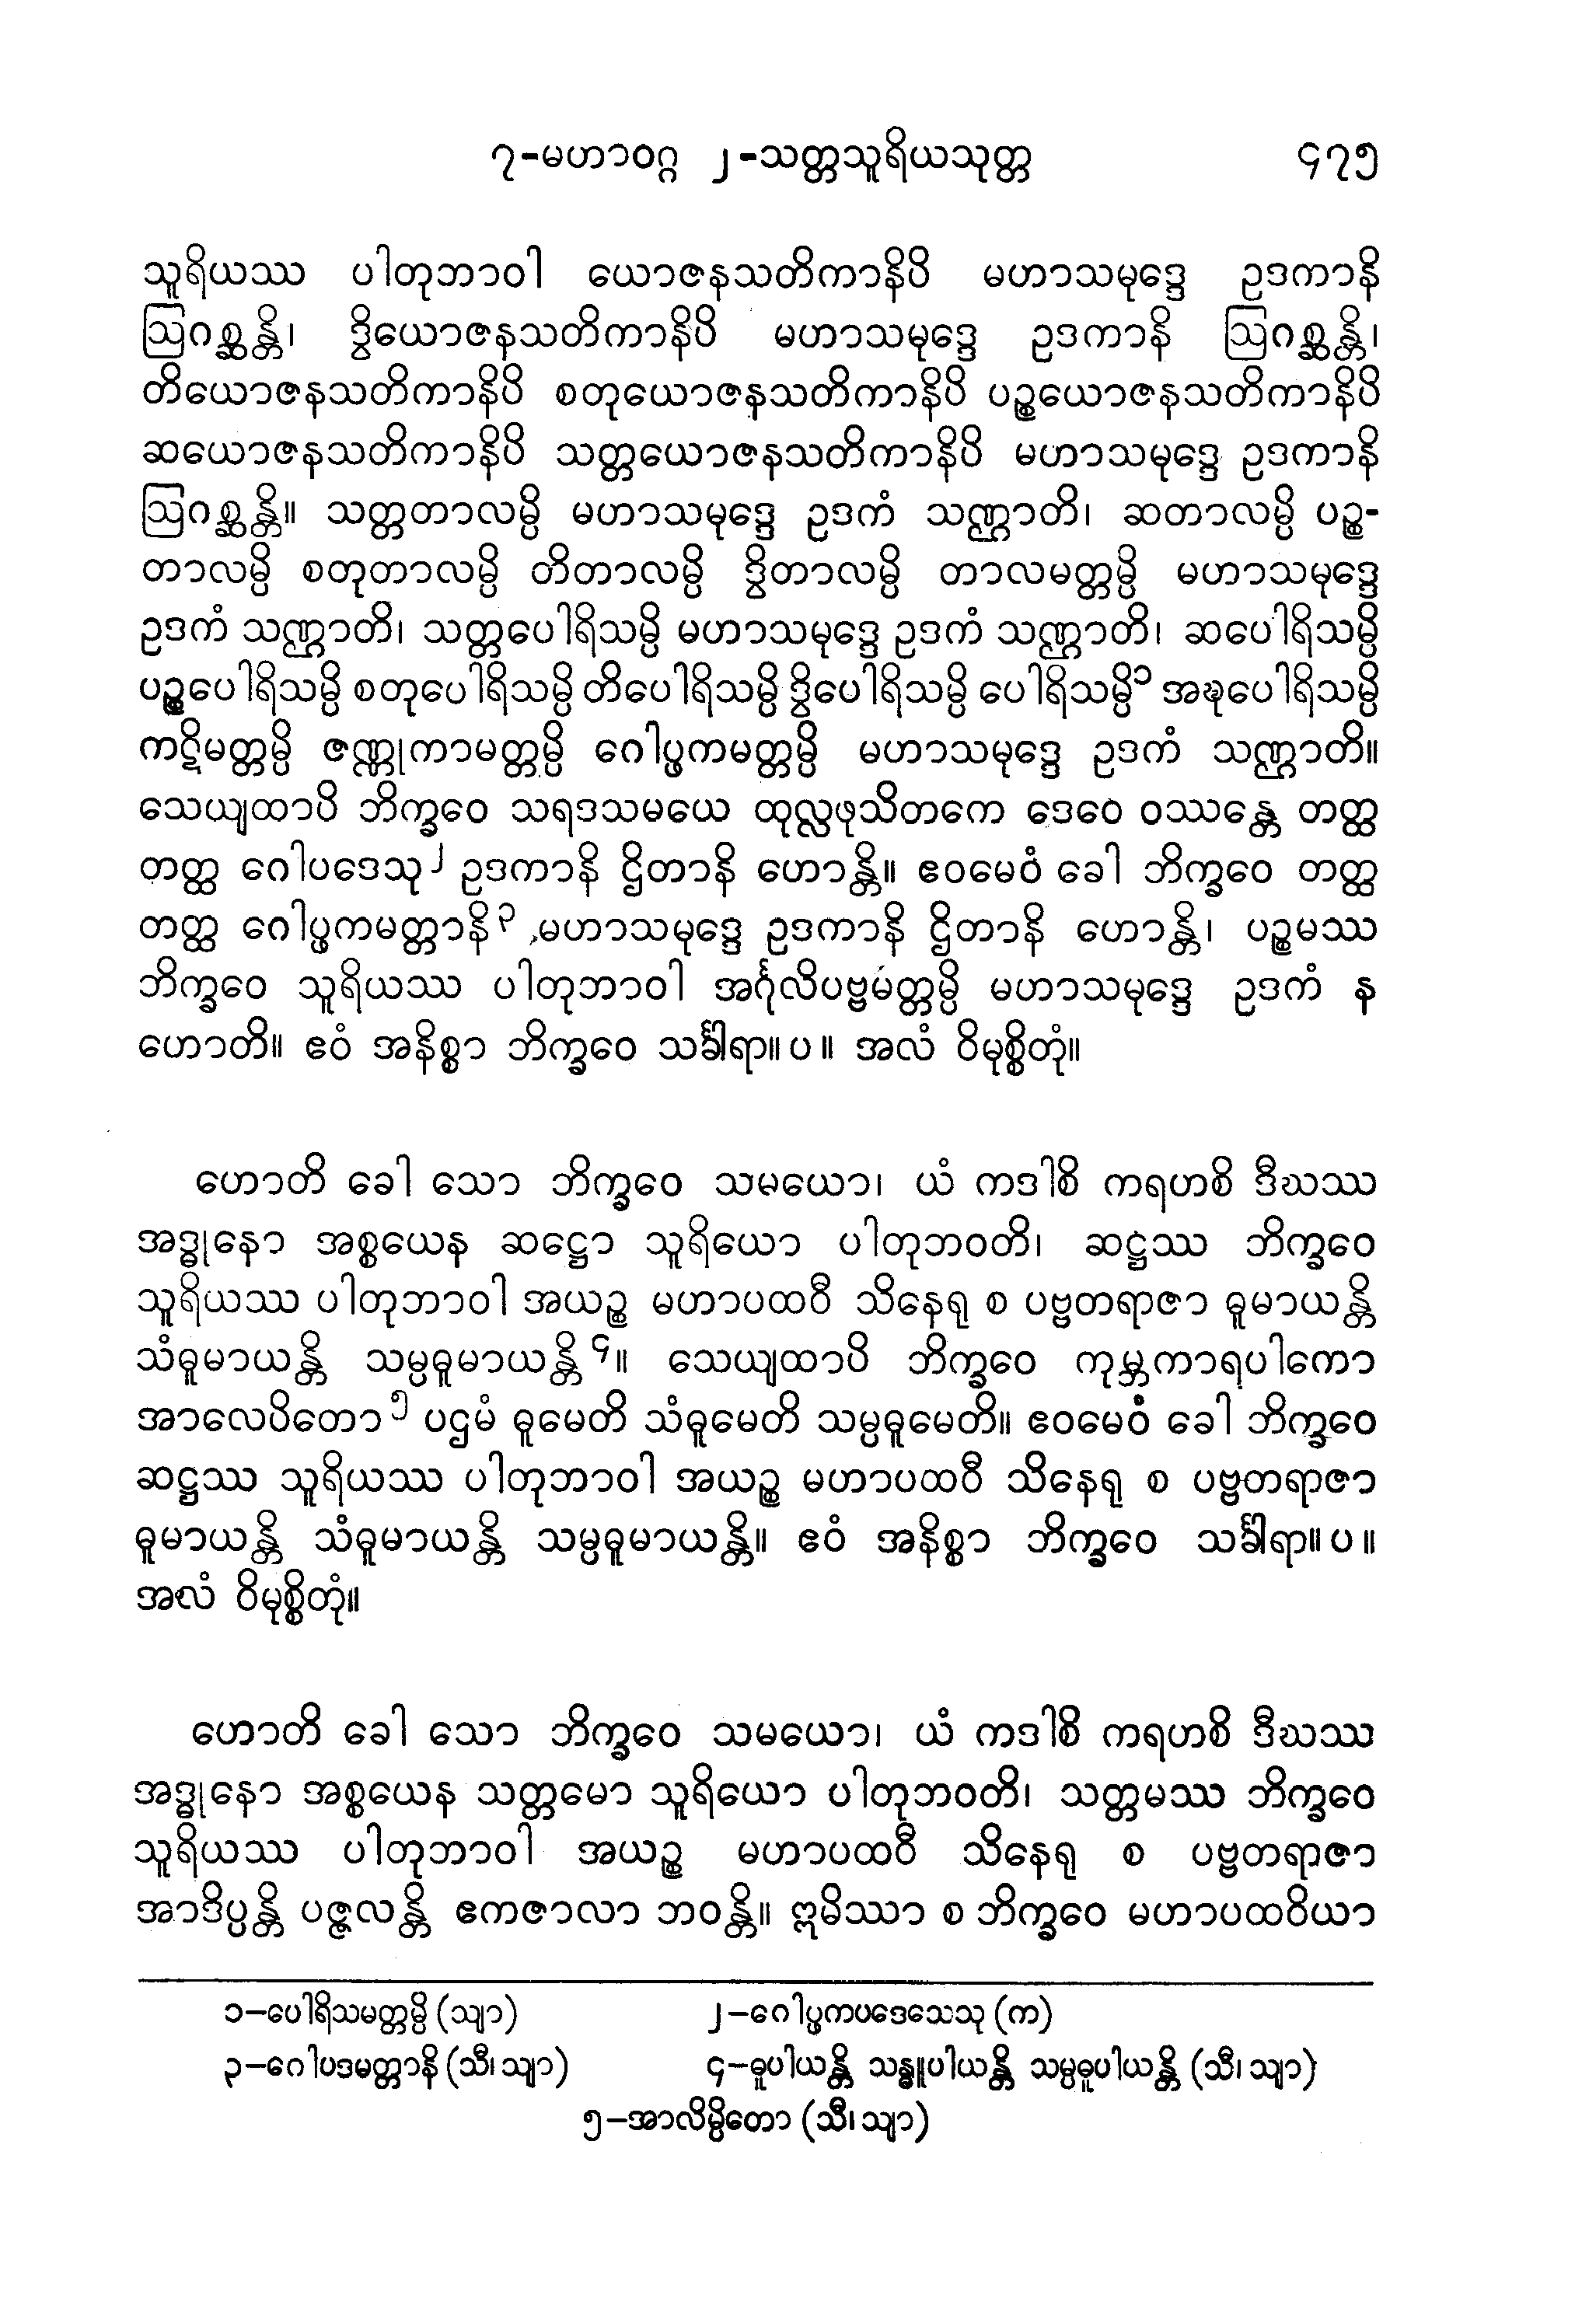 ၇-မဟာဝဂ္ဂ ၂-သတ္တသူရိယသုတ္တ ၄၇၅
သူရိယဿ ပါတုဘာဝါ ယောဇနသတိကာနိပိ မဟာသမုဒ္ဒေ ဥဒကာနိ
ဩဂစ္ဆန္တိ၊ ဒွိယောဇနသတိကာနိပိ မဟာသမုဒ္ဒေ ဥဒကာနိ ဩဂစ္ဆန္တိ၊
တိယောဇနသတိကာနိပိ စတုယောဇနသတိကာနိပိ ပဉ္စယောဇနသတိကာနိပိ
ဆယောဇနသတိကာနိပိ သတ္တယောဇနသတိကာနိပိ မဟာသမုဒ္ဒေ ဥဒကာနိ
ဩဂစ္ဆန္တိ။ သတ္တတာလမ္ပိ မဟာသမုဒ္ဒေ ဥဒကံ သဏ္ဌာတိ၊ ဆတာလမ္ပိ ပဉ္စ-
တာလမ္ပိ စတုတာလမ္ပိ တိတာလမ္ပိ ဒွိတာလမ္ပိ တာလမတ္တမ္ပိ မဟာသမုဒ္ဒေ
ဥဒကံ သဏ္ဌာတိ၊ သတ္တပေါရိသမ္ပိ မဟာသမုဒ္ဒေ ဥဒကံ သဏ္ဌာတိ၊ ဆပေါရိသမ္ပိ
ပဉ္စပေါရိသမ္ပိ စတုပေါရိသမ္ပိ တိပေါရိသမ္ပိ ဒွိပေါရိသမ္ပိ ပေါရိသမ္ပိ၁ အဍ္ဎပေါရိသမ္ပိ
ကဋိမတ္တမ္ပိ ဇဏ္ဏုကာမတ္တမ္ပိ ဂေါပ္ဖကမတ္တမ္ပိ မဟာသမုဒ္ဒေ ဥဒကံ သဏ္ဌာတိ။
သေယျထာပိ ဘိက္ခဝေ သရဒသမယေ ထုလ္လဖုသိတကေ ဒေဝေ ဝဿန္တေ တတ္ထ
တတ္ထ ဂေါပဒေသု၂ ဥဒကာနိ ဌိတာနိ ဟောန္တိ။ ဧဝမေဝံ ခေါ ဘိက္ခဝေ တတ္ထ
တတ္ထ ဂေါပ္ဖကမတ္တာနိ၃ မဟာသမုဒ္ဒေ ဥဒကာနိ ဌိတာနိ ဟောန္တိ၊ ပဉ္စမဿ
ဘိက္ခဝေ သူရိယဿ ပါတုဘာဝါ အင်္ဂုလိပဗ္ဗမတ္တမ္ပိ မဟာသမုဒ္ဒေ ဥဒကံ န
ဟောတိ။ ဧဝံ အနိစ္စာ ဘိက္ခဝေ သင်္ခါရာ။ ပ ။ အလံ ဝိမုစ္စိတုံ။
ဟောတိ ခေါ သော ဘိက္ခဝေ သမယော၊ ယံ ကဒါစိ ကရဟစိ ဒီဃဿ
အဒ္ဓုနော အစ္စယေန ဆဋ္ဌော သူရိယော ပါတုဘဝတိ၊ ဆဋ္ဌဿ ဘိက္ခဝေ
သူရိယဿ ပါတုဘာဝါ အယဉ္စ မဟာပထဝီ သိနေရု စ ပဗ္ဗတရာဇာ ဓူမာယန္တိ
သံဓူမာယန္တိ သမ္ပဓူမာယန္တိ၄။ သေယျထာပိ ဘိက္ခဝေ ကုမ္ဘကာရပါကော
အာလေပိတော၅ ပဌမံ ဓူမေတိ သံဓူမေတိ သမ္ပဓူမေတိ။ ဧဝမေဝံ ခေါ ဘိက္ခဝေ
ဆဋ္ဌဿ သူရိယဿ ပါတုဘာဝါ အယဉ္စ မဟာပထဝီ သိနေရု စ ပဗ္ဗတရာဇာ
ဓူမာယန္တိ သံဓူမာယန္တိ သမ္ပဓူမာယန္တိ။ ဧဝံ အနိစ္စာ ဘိက္ခဝေ သင်္ခါရာ။ ပ ။
အလံ ဝိမုစ္စိတုံ။
ဟောတိ ခေါ သော ဘိက္ခဝေ သမယော၊ ယံ ကဒါစိ ကရဟစိ ဒီဃဿ
အဒ္ဓုနော အစ္စယေန သတ္တမော သူရိယော ပါတုဘဝတိ၊ သတ္တမဿ ဘိက္ခဝေ
သူရိယဿ ပါတုဘာဝါ အယဉ္စ မဟာပထဝီ သိနေရု စ ပဗ္ဗတရာဇာ
အာဒိပ္ပန္တိ ပဇ္ဇလန္တိ ဧကဇာလာ ဘဝန္တိ။ ဣမိဿာ စ ဘိက္ခဝေ မဟာပထဝိယာ
၁-ပေါရိသမတ္တမ္ပိ (သျာ) ၂-ဂေါပ္ဖကပဒေသေသု (က)
၃-ဂေါပဒမတ္တာနိ (သီ၊ သျာ) ၄-ဓူပါယန္တိ သန္ဓူပါယန္တိ သမ္ပဓူပါယန္တိ (သီ၊ သျာ)
၅-အာလိမ္ပိတော (သီ၊ သျာ)